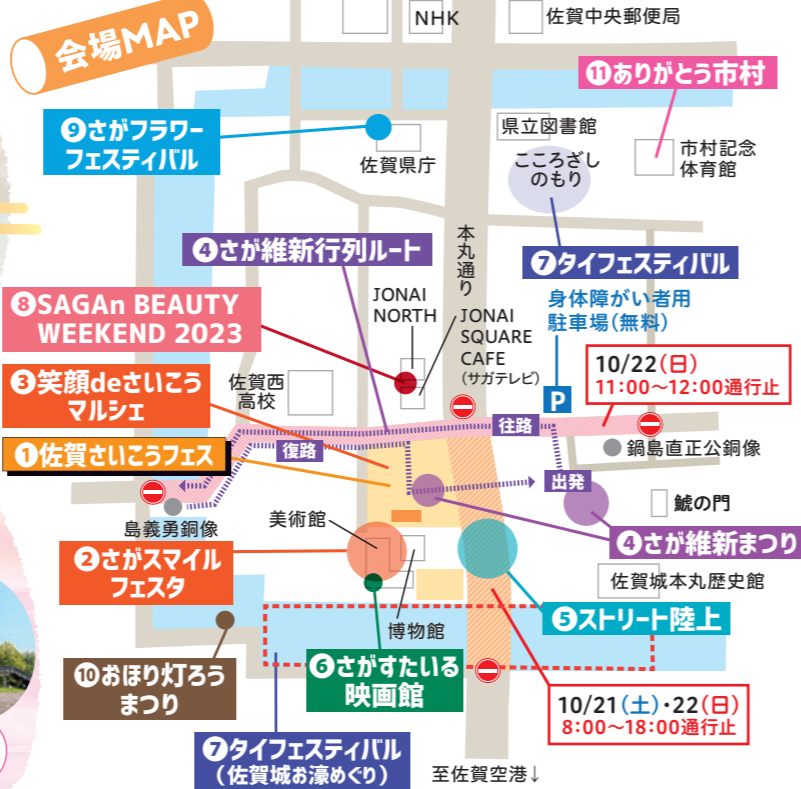 会場MAP
NHK
佐賀中央郵便局
⑪ありがとう市村
⑨さがフラワー
フェスティバル
佐賀県庁
県立図書館
こころざし
のもり
市村記念
体育館
④さが維新行列ルート
本丸通り
⑦タイフェスティバル
⑧SAGAn BEAUTY
WEEKEND 2023
JONAI
NORTH
JONAI
SQUARE
CAFE
（サガテレビ）
身体障がい者用
駐車場（無料）
P
10/22（日）
11:00〜12:00通行止
③笑顔deさいこう
マルシェ
佐賀西
高校
往路
復路
鍋島直正公銅像
①佐賀さいこうフェス
出発
島義勇銅像
美術館
鯱の門
④さが維新まつり
②さがスマイル
フェスタ
佐賀城本丸歴史館
博物館
⑤ストリート陸上
⑩おほり灯ろう
まつり
⑥さがすたいる
映画館
10/21（土）・22（日）
8:00〜18:00通行止
⑦タイフェスティバル
（佐賀城お濠めぐり）
至佐賀空港↓